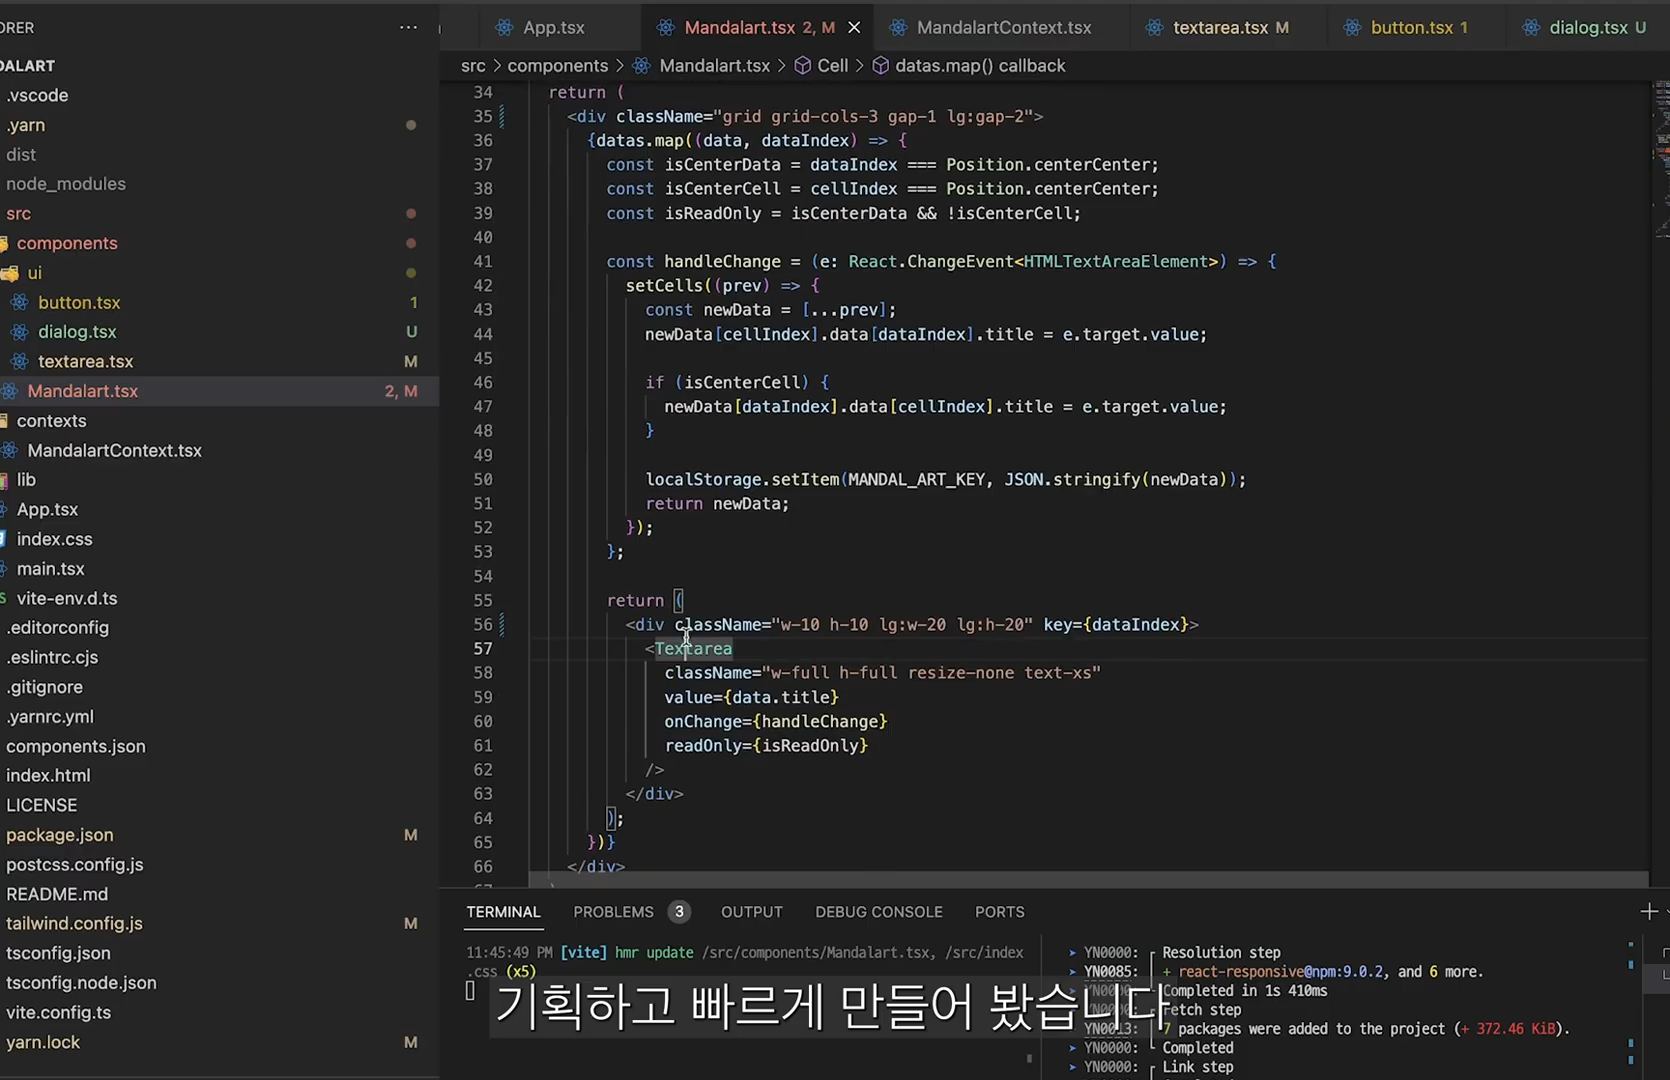 ORER
···
App.tsx
Mandalart.tsx 2, M
MandalartContext.tsx
textarea.tsx M
button.tsx 1
dialog.tsx U
src > components > Mandalart.tsx > Cell > datas.map() callback
DALART
.vscode
.yarn
dist
node_modules
src
components
ui
button.tsx 1
dialog.tsx U
textarea.tsx M
Mandalart.tsx 2, M
contexts
MandalartContext.tsx
lib
App.tsx
index.css
main.tsx
vite-env.d.ts
.editorconfig
.eslintrc.cjs
.gitignore
.yarnrc.yml
components.json
index.html
LICENSE
package.json M
postcss.config.js
README.md
tailwind.config.js M
tsconfig.json
tsconfig.node.json
vite.config.ts
yarn.lock M
34 return (
35 <div className="grid grid-cols-3 gap-1 lg:gap-2">
36 {datas.map((data, dataIndex) => {
37 const isCenterData = dataIndex === Position.centerCenter;
38 const isCenterCell = cellIndex === Position.centerCenter;
39 const isReadOnly = isCenterData && !isCenterCell;
40
41 const handleChange = (e: React.ChangeEvent<HTMLTextAreaElement>) => {
42 setCells((prev) => {
43 const newData = [...prev];
44 newData[cellIndex].data[dataIndex].title = e.target.value;
45
46 if (isCenterCell) {
47 newData[dataIndex].data[cellIndex].title = e.target.value;
48 }
49
50 localStorage.setItem(MANDAL_ART_KEY, JSON.stringify(newData));
51 return newData;
52 });
53 };
54
55 return (
56 <div className="w-10 h-10 lg:w-20 lg:h-20" key={dataIndex}>
57 <Textarea
58 className="w-full h-full resize-none text-xs"
59 value={data.title}
60 onChange={handleChange}
61 readOnly={isReadOnly}
62 />
63 </div>
64 );
65 })}
66 </div>
TERMINAL PROBLEMS 3 OUTPUT DEBUG CONSOLE PORTS
11:45:49 PM [vite] hmr update /src/components/Mandalart.tsx, /src/index
.css (x5)
➤ YN0000: ┌ Resolution step
➤ YN0085: │ + react-responsive@npm:9.0.2, and 6 more.
➤ YN0000: └ Completed in 1s 410ms
Fetch step
YN0013: 7 packages were added to the project (+ 372.46 KiB).
➤ YN0000: └ Completed
➤ YN0000: ┌ Link step
기획하고 빠르게 만들어 봤습니다